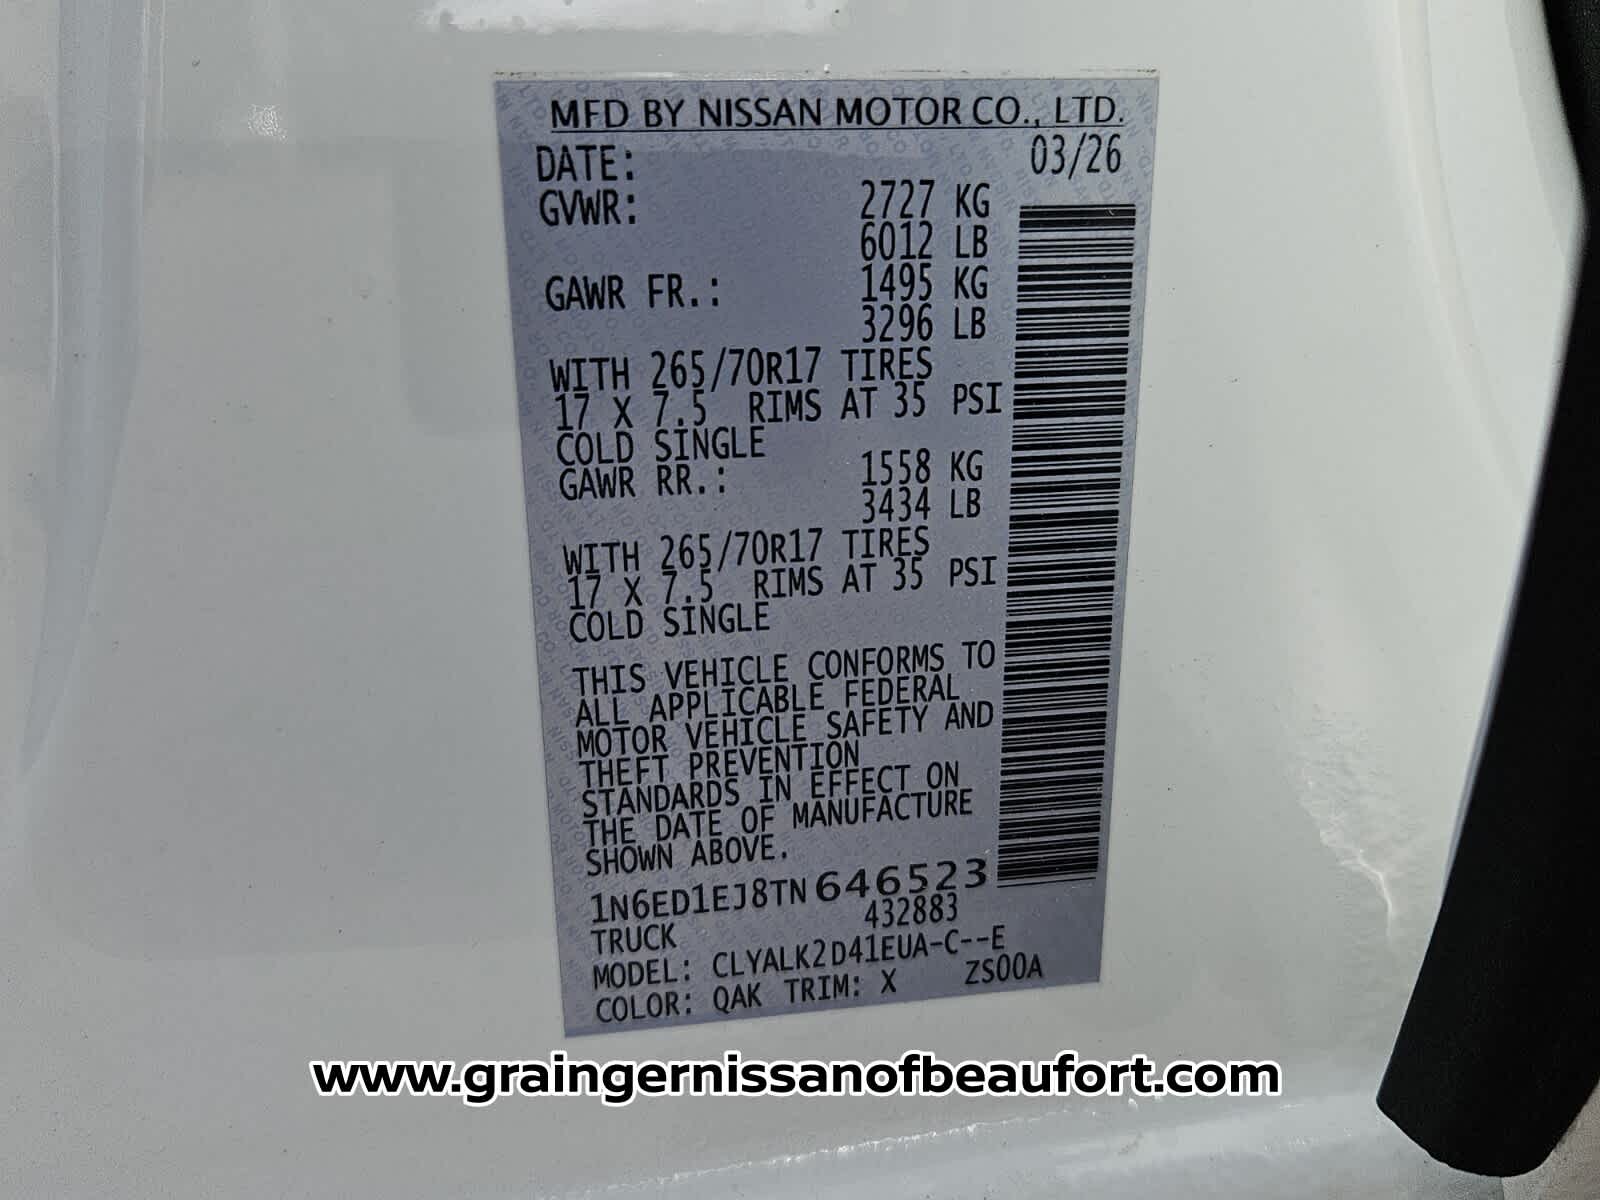 MFD BY NISSAN MOTOR CO., LTD.
DATE: 03/26
GVWR: 2727 KG
6012 LB
GAWR FR.: 1495 KG
3296 LB
WITH 265/70R17 TIRES
17 X 7.5 RIMS AT 35 PSI
COLD SINGLE
GAWR RR.: 1558 KG
3434 LB
WITH 265/70R17 TIRES
17 X 7.5 RIMS AT 35 PSI
COLD SINGLE
THIS VEHICLE CONFORMS TO
ALL APPLICABLE FEDERAL
MOTOR VEHICLE SAFETY AND
THEFT PREVENTION
STANDARDS IN EFFECT ON
THE DATE OF MANUFACTURE
SHOWN ABOVE.
1N6ED1EJ8TN646523
432883
TRUCK
MODEL: CLYALK2D41EUA-C--E
COLOR: QAK TRIM: X ZS00A
www.graingernissanofbeaufort.com